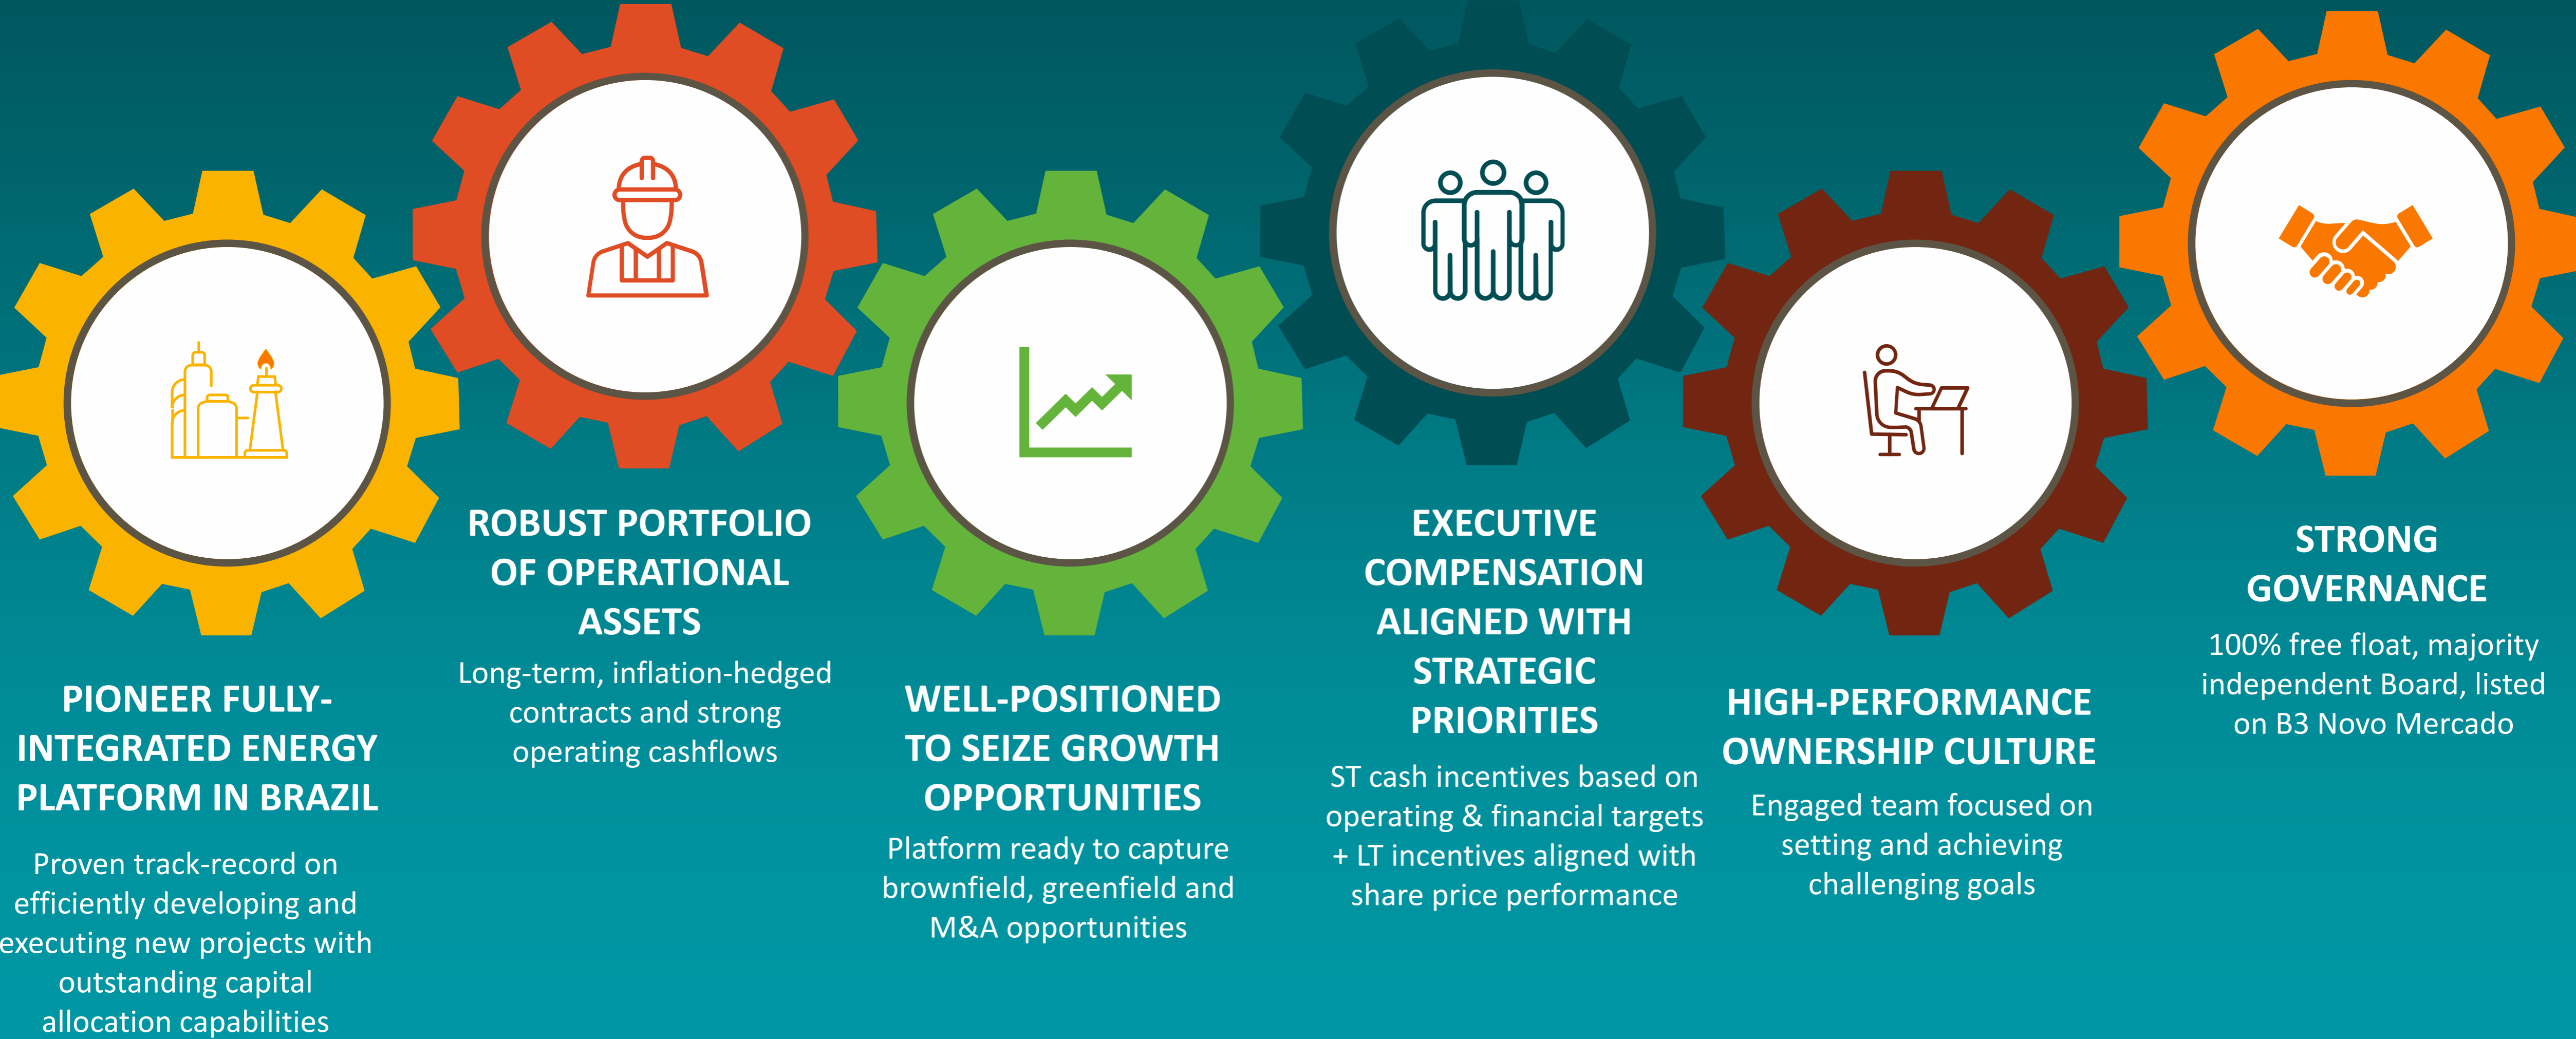 PIONEER FULLY-
INTEGRATED ENERGY
PLATFORM IN BRAZIL
Proven track-record on
efficiently developing and
executing new projects with
outstanding capital
allocation capabilities
ROBUST PORTFOLIO
OF OPERATIONAL
ASSETS
Long-term, inflation-hedged
contracts and strong
operating cashflows
WELL-POSITIONED
TO SEIZE GROWTH
OPPORTUNITIES
Platform ready to capture
brownfield, greenfield and
M&A opportunities
EXECUTIVE
COMPENSATION
ALIGNED WITH
STRATEGIC
PRIORITIES
ST cash incentives based on
operating & financial targets
+ LT incentives aligned with
share price performance
HIGH-PERFORMANCE
OWNERSHIP CULTURE
Engaged team focused on
setting and achieving
challenging goals
STRONG
GOVERNANCE
100% free float, majority
independent Board, listed
on B3 Novo Mercado